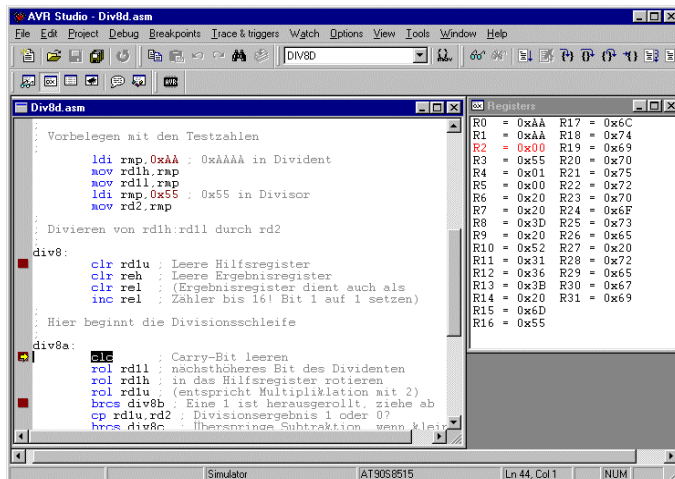 AVR Studio - Div8d.asm
File Edit Project Debug Breakpoints Trace & triggers Watch Options View Tools Window Help
DIV8D
Div8d.asm
;
; Vorbelegen mit den Testzahlen
;
ldi rmp,0xAA ; 0xAAAA in Divident
mov rd1h,rmp
mov rd1l,rmp
ldi rmp,0x55 ; 0x55 in Divisor
mov rd2,rmp
;
; Divieren von rd1h:rd1l durch rd2
;
div8:
clr rd1u ; Leere Hilfsregister
clr reh ; Leere Ergebnisregister
clr rel ; (Ergebnisregister dient auch als
inc rel ; Zähler bis 16! Bit 1 auf 1 setzen)
;
; Hier beginnt die Divisionsschleife
;
div8a:
clc ; Carry-Bit leeren
rol rd1l ; nächsthöheres Bit des Dividenten
rol rd1h ; in das Hilfsregister rotieren
rol rd1u ; (entspricht Multipliklation mit 2)
brcs div8b ; Eine 1 ist herausgerollt, ziehe ab
cp rd1u,rd2 ; Divisionsergebnis 1 oder 0?
brcs div8c ; Überspringe Subtraktion, wenn klein
Registers
R0 = 0xAA R17 = 0x6C
R1 = 0xAA R18 = 0x74
R2 = 0x00 R19 = 0x69
R3 = 0x55 R20 = 0x70
R4 = 0x01 R21 = 0x75
R5 = 0x00 R22 = 0x72
R6 = 0x20 R23 = 0x70
R7 = 0x20 R24 = 0x6F
R8 = 0x3D R25 = 0x73
R9 = 0x20 R26 = 0x65
R10 = 0x52 R27 = 0x20
R11 = 0x31 R28 = 0x72
R12 = 0x36 R29 = 0x65
R13 = 0x3B R30 = 0x67
R14 = 0x20 R31 = 0x69
R15 = 0x6D
R16 = 0x55
Simulator AT90S8515 Ln 44, Col 1 NUM